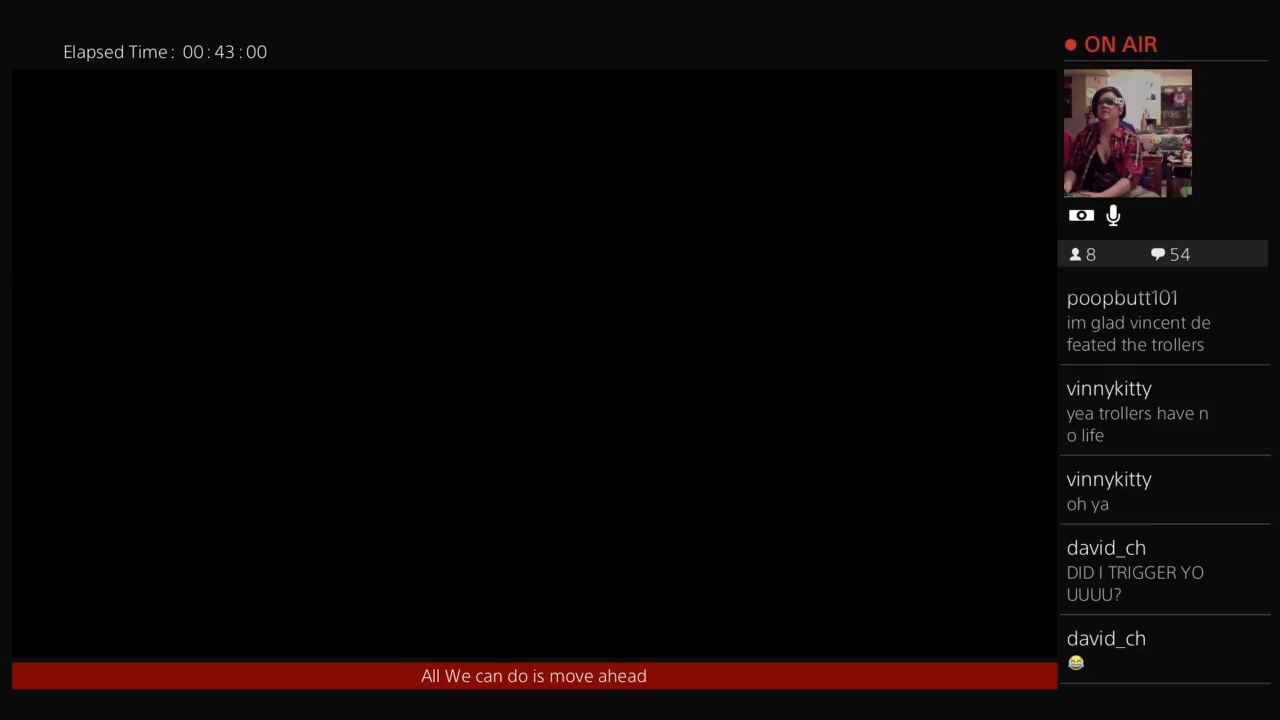 Elapsed Time: 00:43:00
ON AIR
8 54
poopbutt101
im glad vincent de
feated the trollers
vinnykitty
yea trollers have n
o life
vinnykitty
oh ya
david_ch
DID I TRIGGER YO
UUUU?
david_ch
😂
All We can do is move ahead